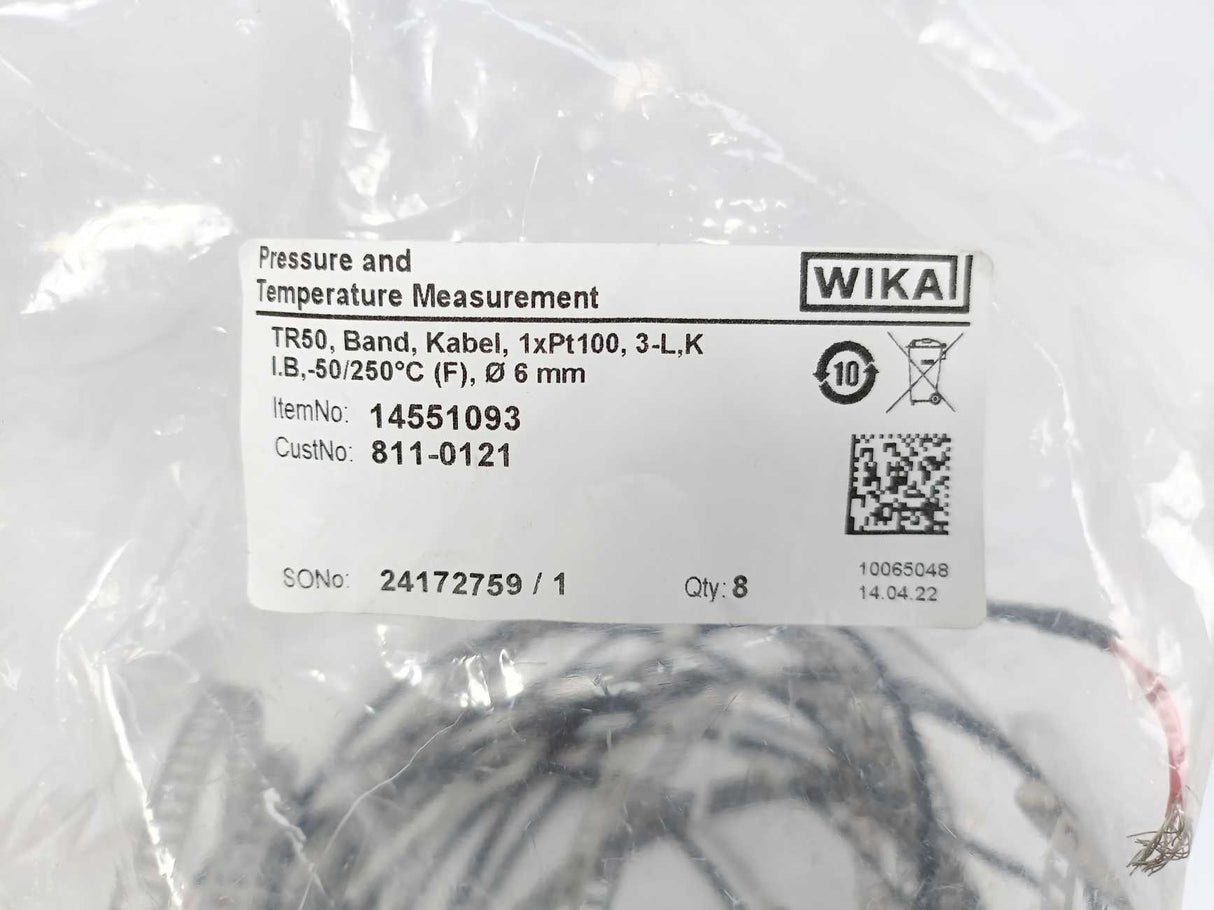 Pressure and
Temperature Measurement
WIKA
TR50, Band, Kabel, 1xPt100, 3-L,K
I.B,-50/250°C (F), Ø 6 mm
10
ItemNo: 14551093
CustNo: 811-0121
SONo: 24172759 / 1
Qty: 8
10065048
14.04.22